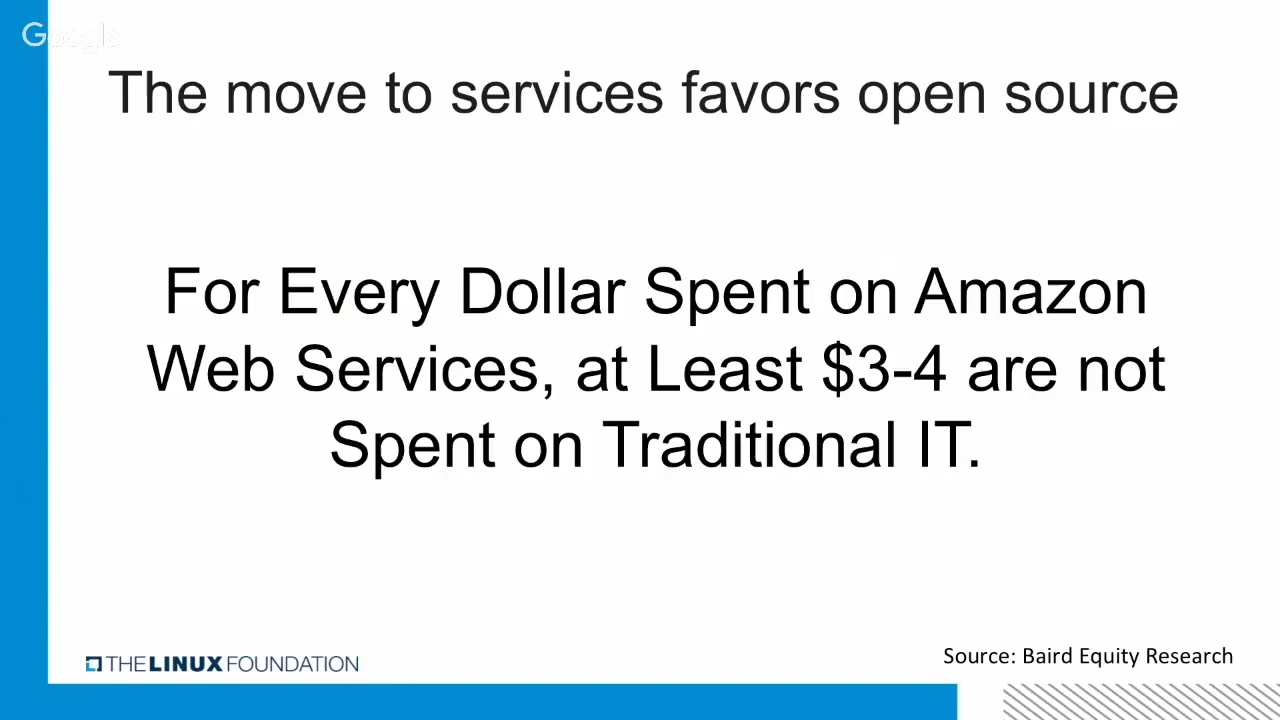 Google
The move to services favors open source
For Every Dollar Spent on Amazon
Web Services, at Least $3-4 are not
Spent on Traditional IT.
THE LINUX FOUNDATION
Source: Baird Equity Research